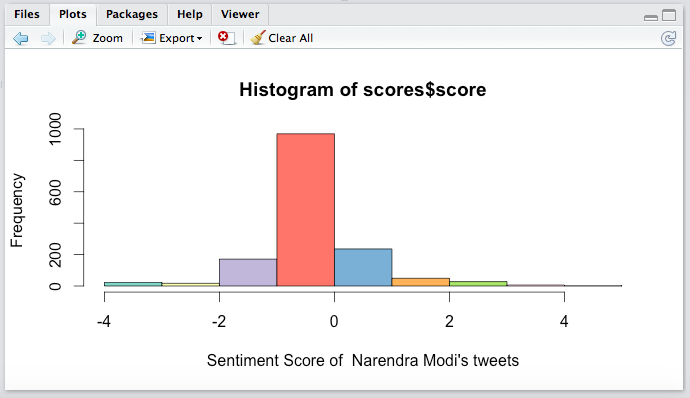 Files Plots Packages Help Viewer
Zoom Export Clear All
Histogram of scores$score
Frequency
1000
600
200
0
-4 -2 0 2 4
Sentiment Score of  Narendra Modi's tweets